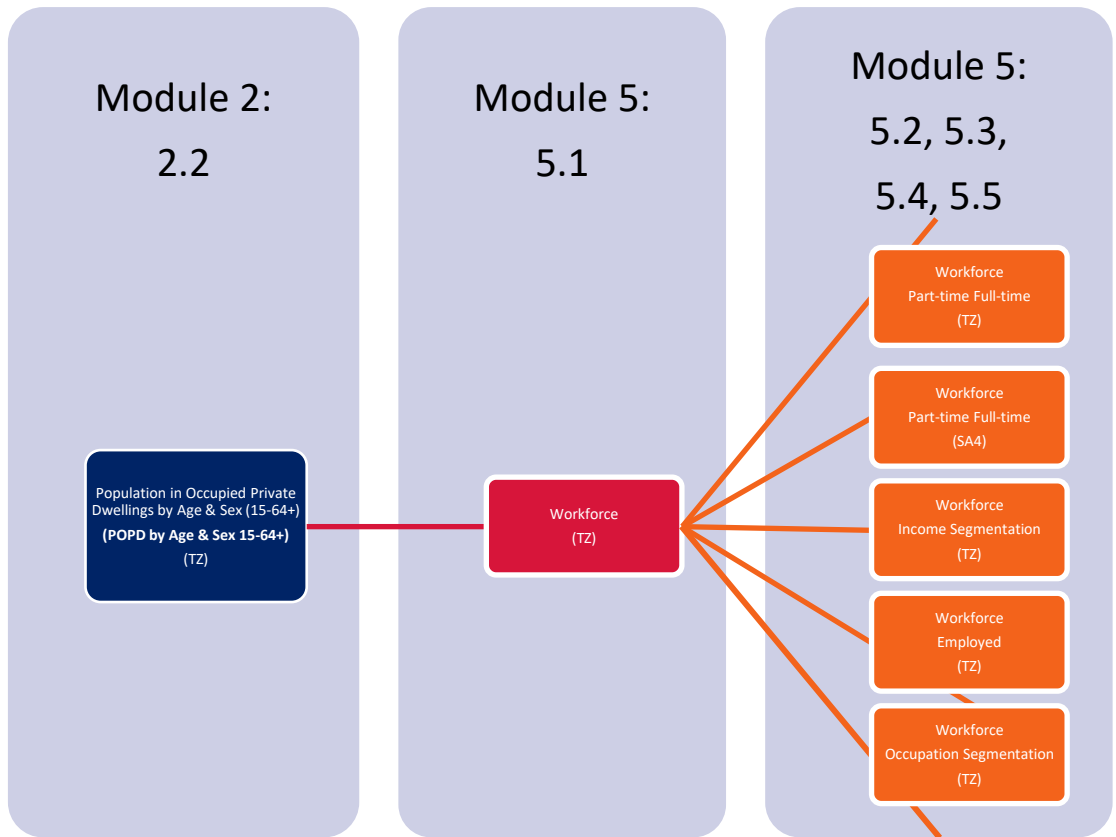 Module 2:
2.2
Module 5:
5.1
Module 5:
5.2, 5.3,
5.4, 5.5
Population in Occupied Private
Dwellings by Age & Sex (15-64+)
(POPD by Age & Sex 15-64+)
(TZ)
Workforce
(TZ)
Workforce
Part-time Full-time
(TZ)
Workforce
Part-time Full-time
(SA4)
Workforce
Income Segmentation
(TZ)
Workforce
Employed
(TZ)
Workforce
Occupation Segmentation
(TZ)